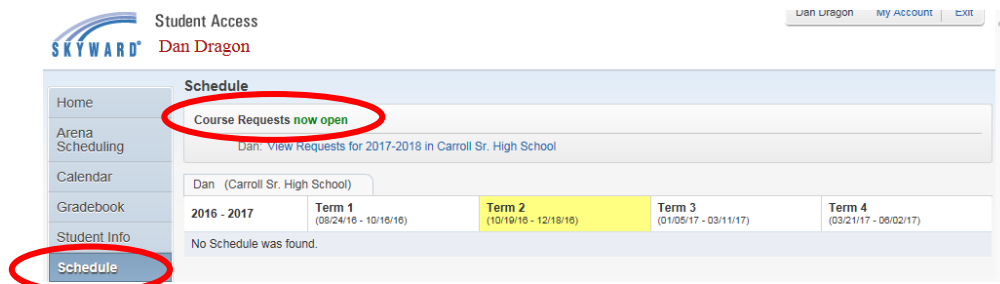 Student Access
Dan Dragon My Account Exit
SKYWARD® Dan Dragon
Schedule
Home
Course Requests now open
Arena
Scheduling
Dan: View Requests for 2017-2018 in Carroll Sr. High School
Calendar
Dan (Carroll Sr. High School)
Gradebook
2016 - 2017
Term 1
(08/24/16 - 10/16/16)
Term 2
(10/19/16 - 12/18/16)
Term 3
(01/05/17 - 03/11/17)
Term 4
(03/21/17 - 06/02/17)
Student Info
No Schedule was found.
Schedule